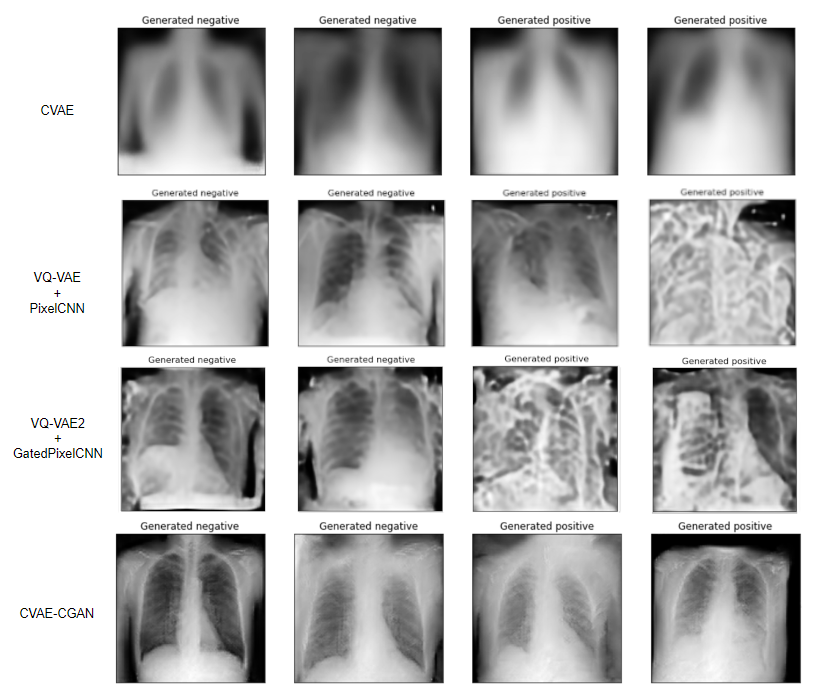 Generated negative
Generated negative
Generated positive
Generated positive
CVAE
Generated negative
Generated negative
Generated positive
Generated positive
VQ-VAE
+
PixelCNN
Generated negative
Generated negative
Generated positive
Generated positive
VQ-VAE2
+
GatedPixelCNN
Generated negative
Generated negative
Generated positive
Generated positive
CVAE-CGAN